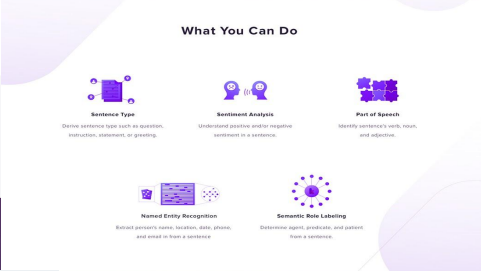 What You Can Do
Sentence Type
Derive sentence type such as question,
instruction, statement, or greeting.
Sentiment Analysis
Understand positive and/or negative
sentiment in a sentence.
Part of Speech
Identify sentence's verb, noun,
and adjective.
Named Entity Recognition
Extract person's name, location, date, phone,
and email in from a sentence
Semantic Role Labeling
Determine agent, predicate, and patient
from a sentence.